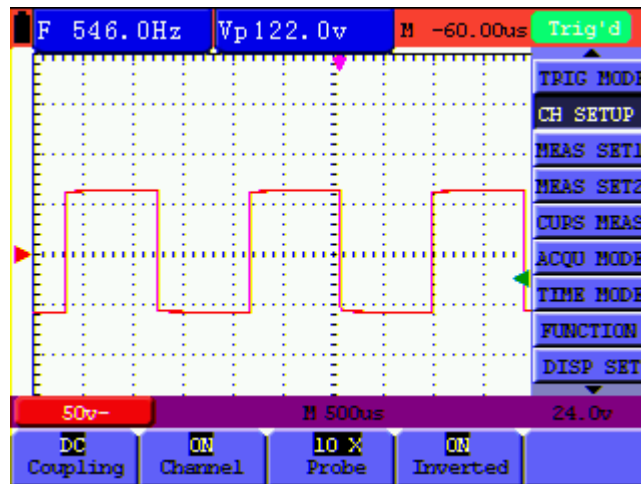 F 546.0Hz Vp122.0v M -60.00us Trig'd
TRIG MODE
CH SETUP
MEAS SET1
MEAS SET2
CURS MEAS
ACQU MODE
TIME MODE
FUNCTION
DISP SET
50v- M 500us 24.0v
DC ON 10 X ON
Coupling Channel Probe Inverted